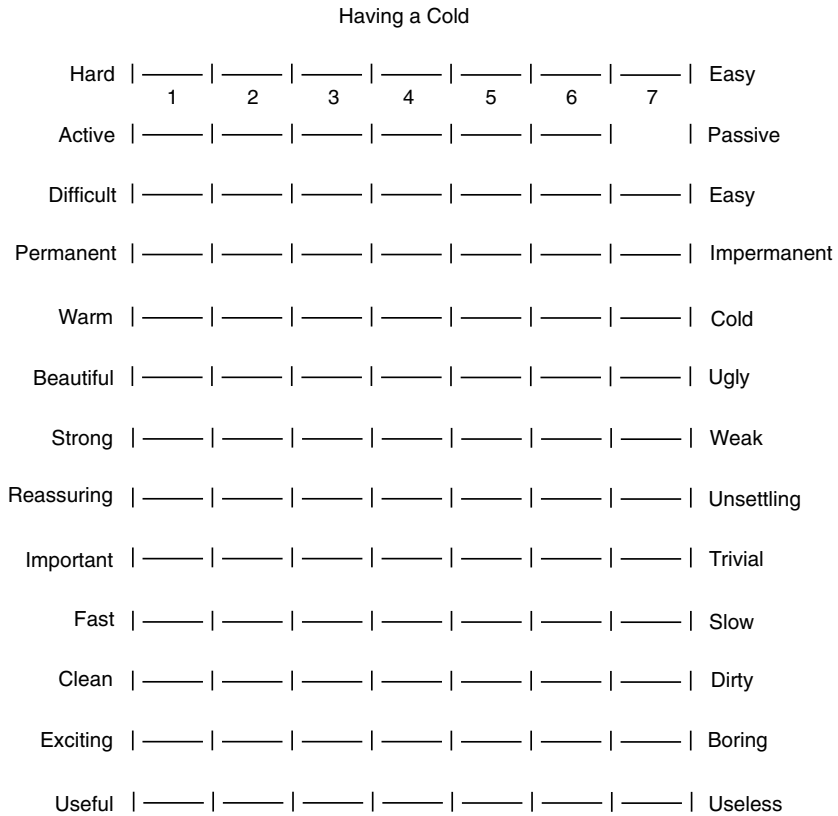 Having a Cold
Hard Easy
1 2 3 4 5 6 7
Active Passive
Difficult Easy
Permanent Impermanent
Warm Cold
Beautiful Ugly
Strong Weak
Reassuring Unsettling
Important Trivial
Fast Slow
Clean Dirty
Exciting Boring
Useful Useless